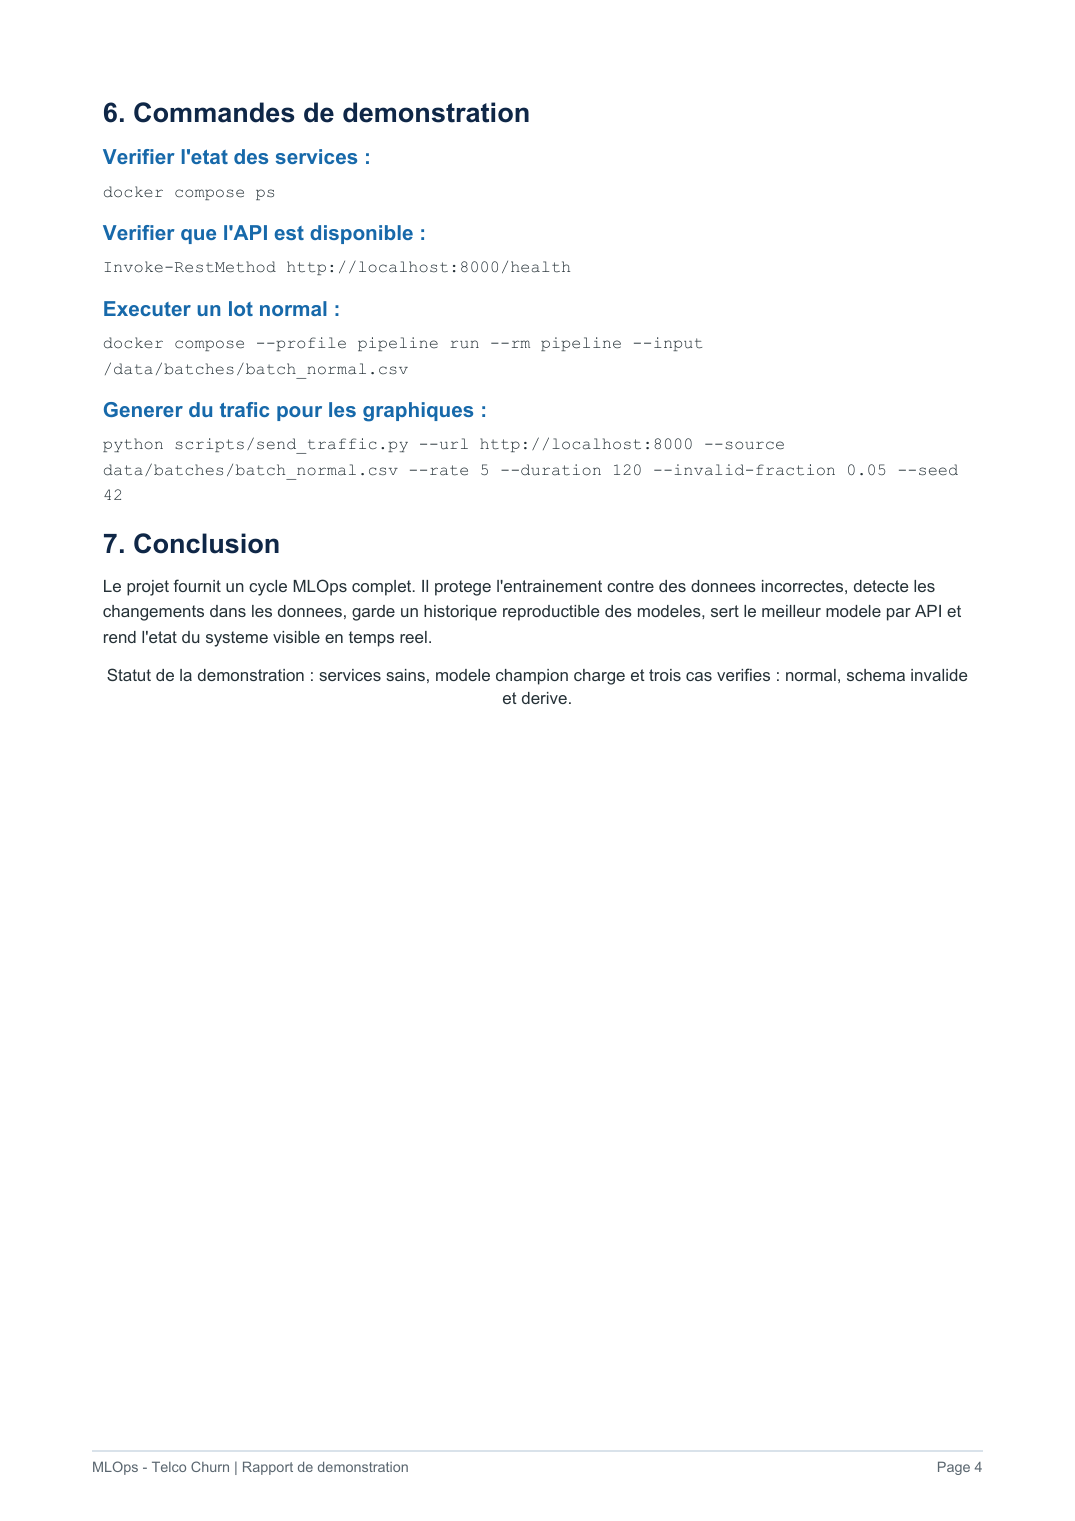 6. Commandes de demonstration
Verifier l'etat des services :
docker compose ps
Verifier que l'API est disponible :
Invoke-RestMethod http://localhost:8000/health
Executer un lot normal :
docker compose --profile pipeline run --rm pipeline --input
/data/batches/batch_normal.csv
Generer du trafic pour les graphiques :
python scripts/send_traffic.py --url http://localhost:8000 --source
data/batches/batch_normal.csv --rate 5 --duration 120 --invalid-fraction 0.05 --seed
42
7. Conclusion
Le projet fournit un cycle MLOps complet. Il protege l'entrainement contre des donnees incorrectes, detecte les
changements dans les donnees, garde un historique reproductible des modeles, sert le meilleur modele par API et
rend l'etat du systeme visible en temps reel.
Statut de la demonstration : services sains, modele champion charge et trois cas verifies : normal, schema invalide
et derive.
MLOps - Telco Churn | Rapport de demonstration
Page 4